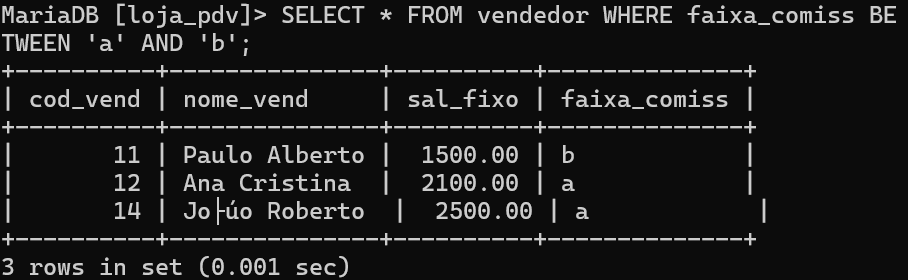 MariaDB [loja_pdv]> SELECT * FROM vendedor WHERE faixa_comiss BE
TWEEN 'a' AND 'b';
+----------+---------------+----------+--------------+
| cod_vend | nome_vend     | sal_fixo | faixa_comiss |
+----------+---------------+----------+--------------+
|       11 | Paulo Alberto |  1500.00 | b            |
|       12 | Ana Cristina  |  2100.00 | a            |
|       14 | Jo├úo Roberto  |  2500.00 | a            |
+----------+---------------+----------+--------------+
3 rows in set (0.001 sec)